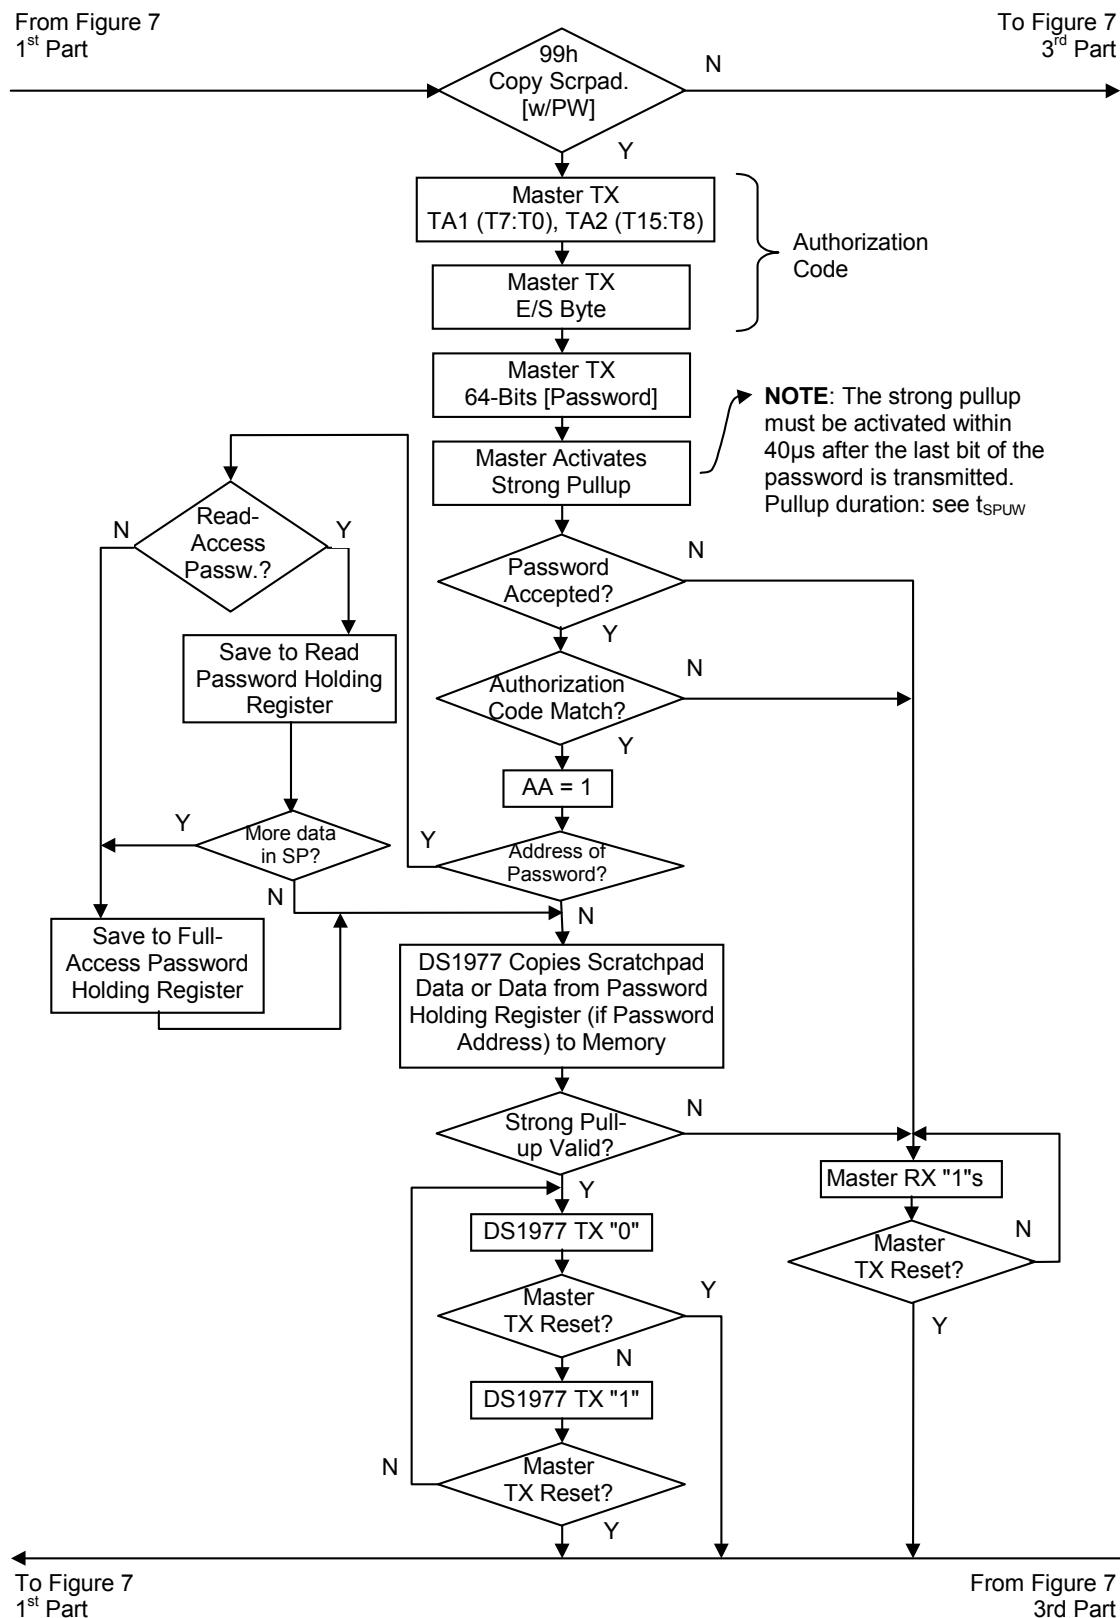 From Figure 7
1st Part
To Figure 7
3rd Part
99h
Copy Scrpad.
[w/PW]
N
Y
Master TX
TA1 (T7:T0), TA2 (T15:T8)
Authorization
Code
Master TX
E/S Byte
Master TX
64-Bits [Password]
NOTE: The strong pullup
must be activated within
40µs after the last bit of the
password is transmitted.
Pullup duration: see tSPUW
Master Activates
Strong Pullup
N
Read-
Access
Passw.?
Y
Password
Accepted?
N
Y
Save to Read
Password Holding
Register
Authorization
Code Match?
N
Y
AA = 1
Y
More data
in SP?
N
Y
Address of
Password?
N
Save to Full-
Access Password
Holding Register
DS1977 Copies Scratchpad
Data or Data from Password
Holding Register (if Password
Address) to Memory
Strong Pull-
up Valid?
N
Y
Master RX "1"s
DS1977 TX "0"
Master
TX Reset?
N
Y
Master
TX Reset?
Y
N
DS1977 TX "1"
N
Master
TX Reset?
Y
To Figure 7
1st Part
From Figure 7
3rd Part